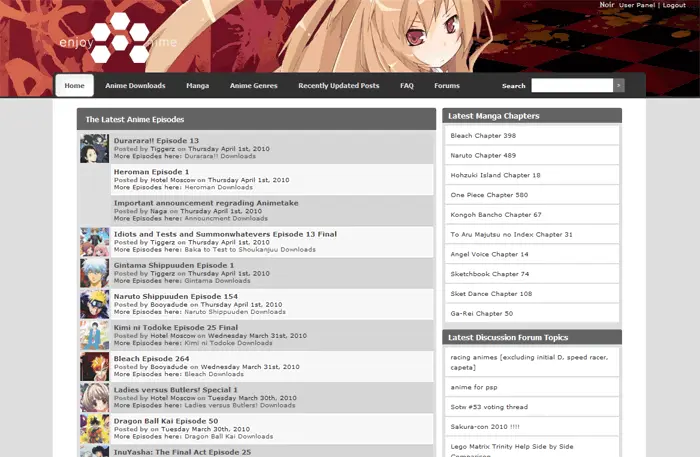 Noir User Panel | Logout
enjoy anime
Home
Anime Downloads
Manga
Anime Genres
Recently Updated Posts
FAQ
Forums
Search
The Latest Anime Episodes
Durarara!! Episode 13
Posted by Tiggerz on Thursday April 1st, 2010
More Episodes here: Durarara!! Downloads
Heroman Episode 1
Posted by Hotel Moscow on Thursday April 1st, 2010
More Episodes here: Heroman Downloads
Important announcement regrading Animetake
Posted by Naga on Thursday April 1st, 2010
More Episodes here: Announcment Downloads
Idiots and Tests and Summonwhatevers Episode 13 Final
Posted by Tiggerz on Thursday April 1st, 2010
More Episodes here: Baka to Test to Shoukanjuu Downloads
Gintama Shippuuden Episode 1
Posted by Tiggerz on Thursday April 1st, 2010
More Episodes here: Gintama Downloads
Naruto Shippuuden Episode 154
Posted by Booyadude on Thursday April 1st, 2010
More Episodes here: Naruto Shippuuden Downloads
Kimi ni Todoke Episode 25 Final
Posted by Hotel Moscow on Wednesday March 31st, 2010
More Episodes here: Kimi ni Todoke Downloads
Bleach Episode 264
Posted by Booyadude on Wednesday March 31st, 2010
More Episodes here: Bleach Downloads
Ladies versus Butlers! Special 1
Posted by Hotel Moscow on Tuesday March 30th, 2010
More Episodes here: Ladies versus Butlers! Downloads
Dragon Ball Kai Episode 50
Posted by on Tuesday March 30th, 2010
More Episodes here: Dragon Ball Kai Downloads
InuYasha: The Final Act Episode 25
Latest Manga Chapters
Bleach Chapter 398
Naruto Chapter 489
Hohzuki Island Chapter 18
One Piece Chapter 580
Kongoh Bancho Chapter 67
To Aru Majutsu no Index Chapter 31
Angel Voice Chapter 14
Sketchbook Chapter 74
Sket Dance Chapter 108
Ga-Rei Chapter 50
Latest Discussion Forum Topics
racing animes [excluding initial D, speed racer,
capeta]
anime for psp
Sotw #53 voting thread
Sakura-con 2010 !!!!
Lego Matrix Trinity Help Side by Side
Comparison